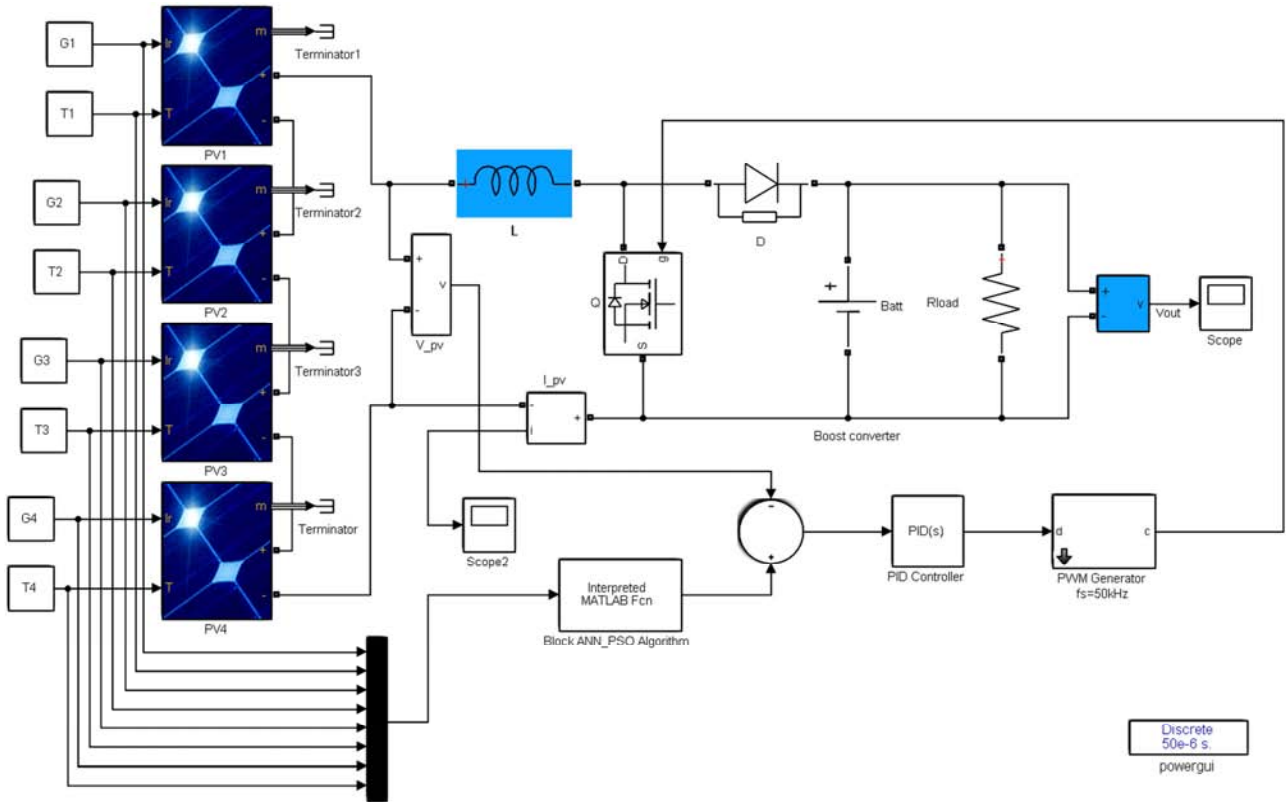 G1
Ir
m
Terminator1
+
T1
T
-
PV1
G2
Ir
m
Terminator2
+
T2
T
-
PV2
G3
Ir
m
Terminator3
+
T3
T
-
PV3
G4
Ir
m
Terminator
+
T4
T
-
PV4
+
L
+
v
-
V_pv
D
g
Q
S
D
+
Batt
+
Rload
+
v
-
Vout
Scope
I_pv
-
+
i
Boost converter
Scope2
Interpreted
MATLAB Fcn
Block ANN_PSO Algorithm
-
+
PID(s)
PID Controller
d
c
PWM Generator
fs=50kHz
Discrete
50e-6 s.
powergui